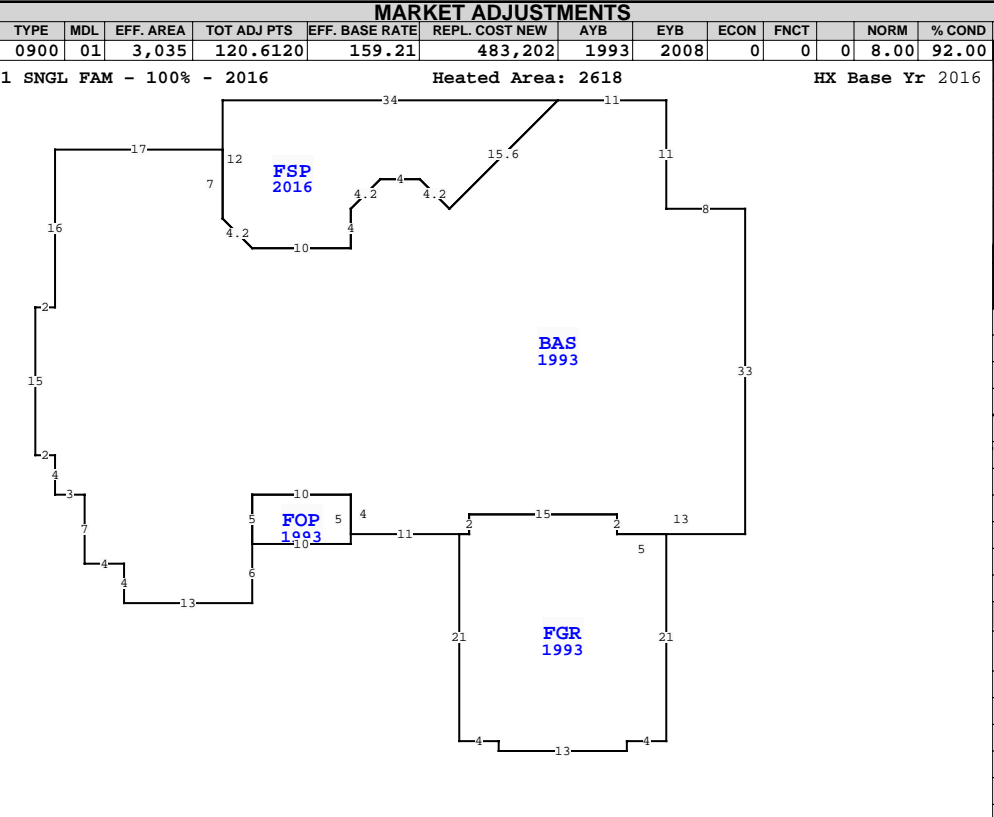 MARKET ADJUSTMENTS
TYPE MDL EFF. AREA TOT ADJ PTS EFF. BASE RATE REPL. COST NEW AYB EYB ECON FNCT NORM % COND
0900 01 3,035 120.6120 159.21 483,202 1993 2008 0 0 0 8.00 92.00
1 SNGL FAM - 100% - 2016 Heated Area: 2618 HX Base Yr 2016
34 11
17 12 15.6 11
FSP
2016
7 4.2 4 4.2
8
16 4.2 4
10
2
BAS
1993
15 33
2
4
3 10
7 5 FOP 5 4 2 15 2 13
1993
10 11 5
4 6
4
13
21 FGR 21
1993
4 4
13